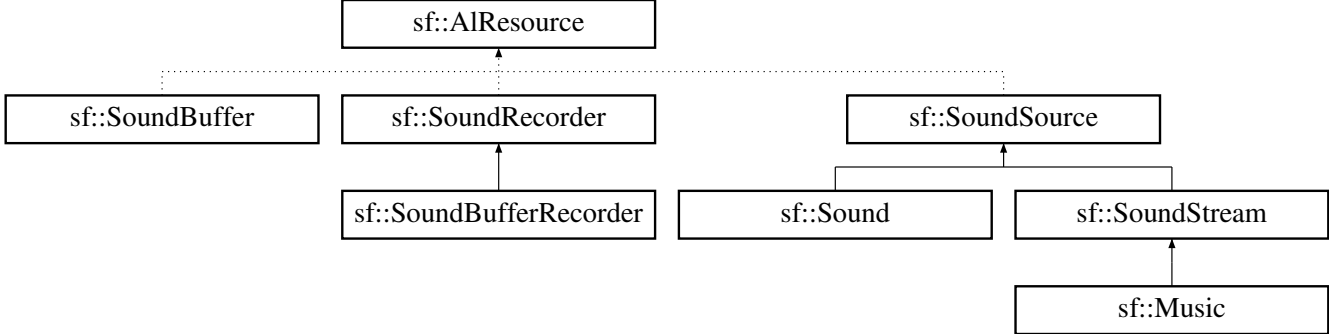 sf::AlResource
sf::SoundBuffer
sf::SoundRecorder
sf::SoundSource
sf::SoundBufferRecorder
sf::Sound
sf::SoundStream
sf::Music